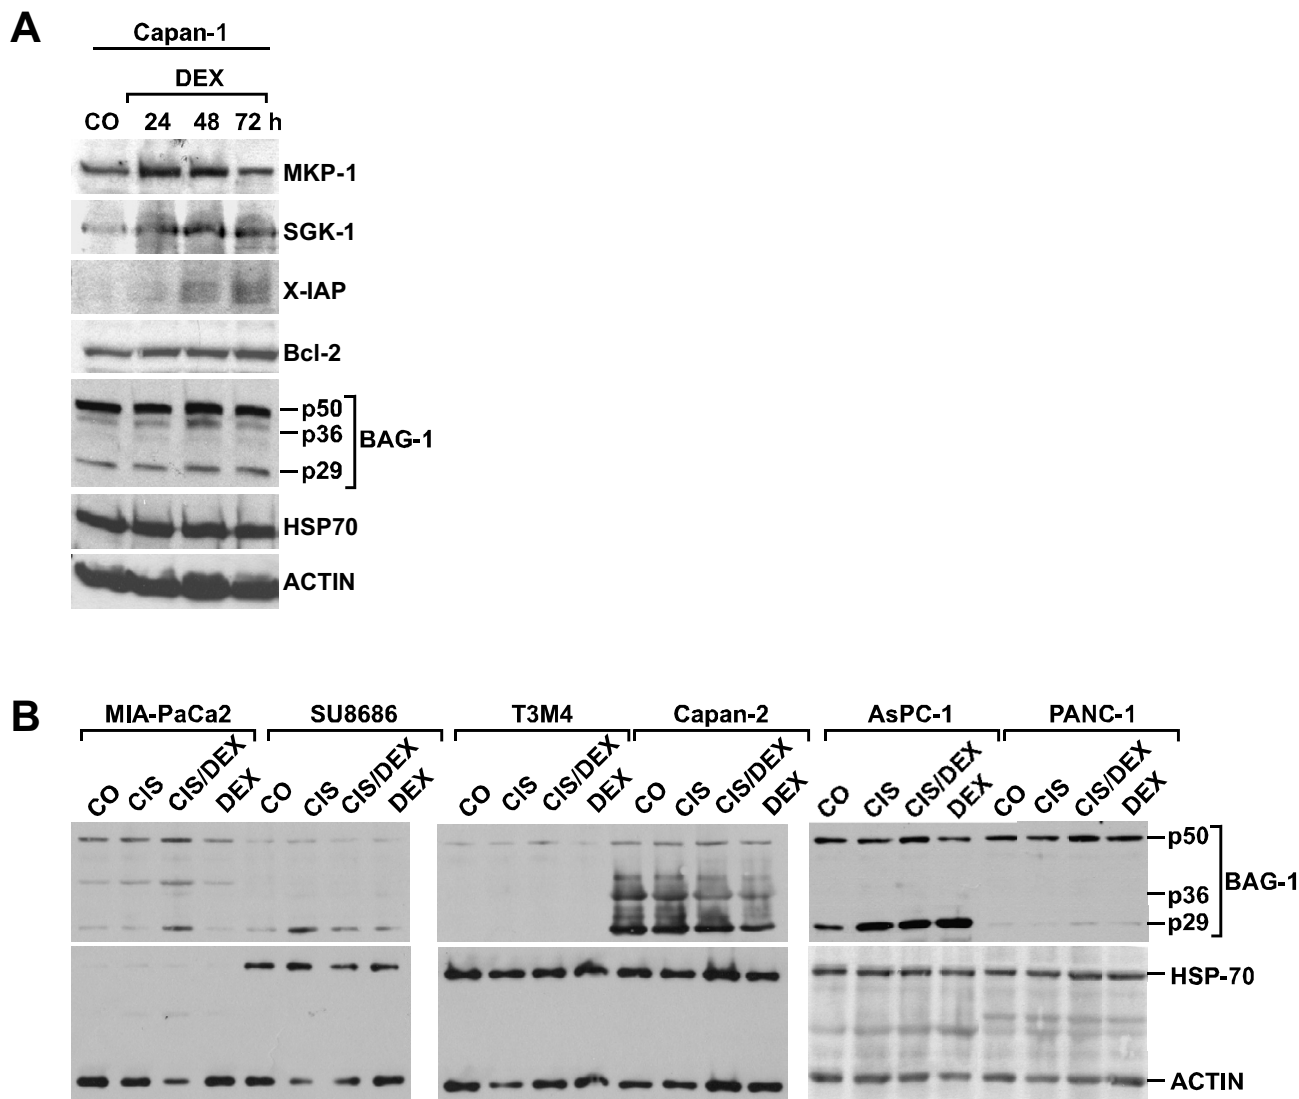 A
Capan-1
DEX
CO 24 48 72 h
MKP-1
SGK-1
X-IAP
Bcl-2
p50
p36
BAG-1
p29
HSP70
ACTIN
B
MIA-PaCa2 SU8686 T3M4 Capan-2 AsPC-1 PANC-1
CO CIS CIS/DEX DEX CO CIS CIS/DEX DEX CO CIS CIS/DEX DEX CO CIS CIS/DEX DEX CO CIS CIS/DEX DEX CO CIS CIS/DEX DEX
p50
BAG-1
p36
p29
HSP-70
ACTIN